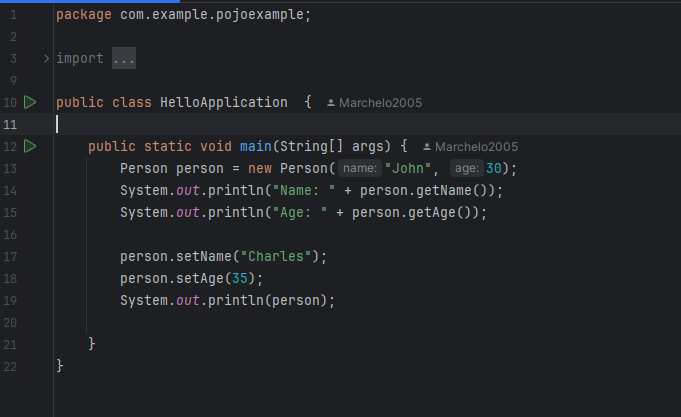 1 package com.example.pojoexample;
2
3 import ...
9
10 public class HelloApplication { Marchelo2005
11
12 public static void main(String[] args) { Marchelo2005
13 Person person = new Person( name: "John", age: 30);
14 System.out.println("Name: " + person.getName());
15 System.out.println("Age: " + person.getAge());
16
17 person.setName("Charles");
18 person.setAge(35);
19 System.out.println(person);
20
21 }
22 }